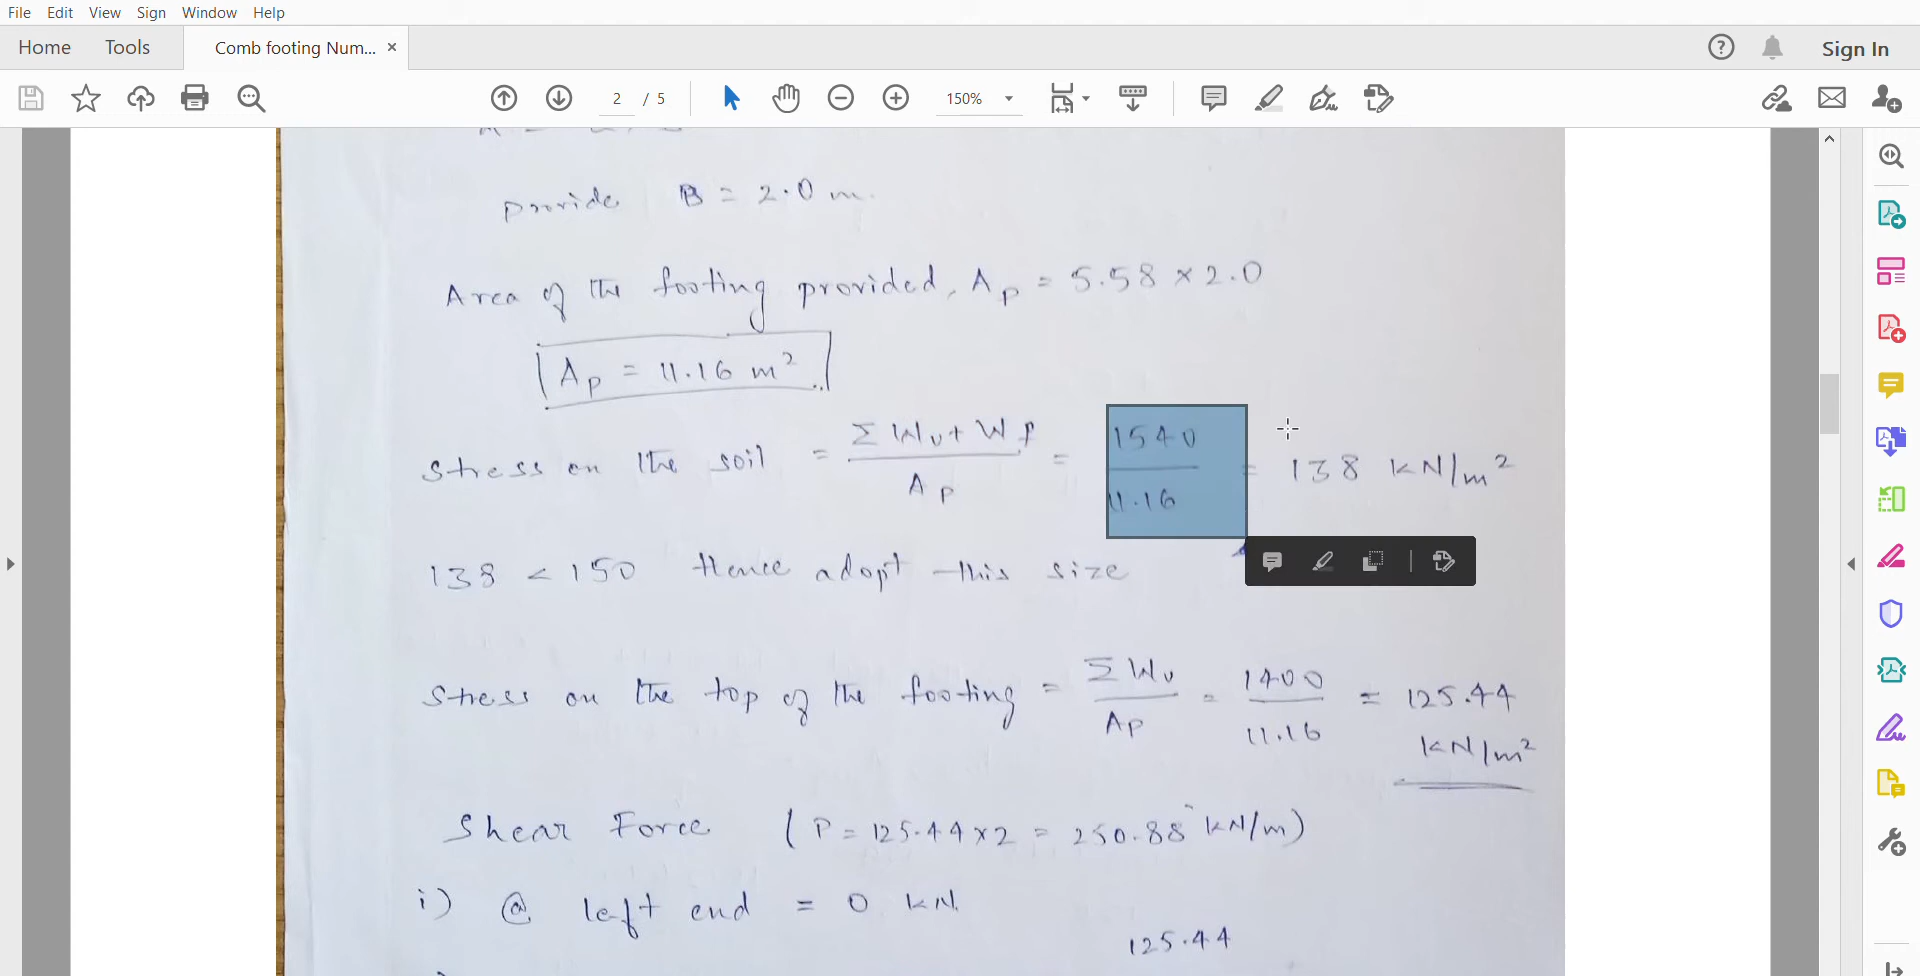 File Edit View Sign Window Help
Home Tools Comb footing Num... × Sign In
2 / 5 150%
provide B = 2.0 m.
Area of the footing provided, Ap = 5.58 × 2.0
Ap = 11.16 m²
Stress on the soil = Σ Wu + Wf / Ap = 1540 / 11.16 = 138 kN/m²
138 < 150 Hence adopt this size
Stress on the top of the footing = Σ Wu / Ap = 1400 / 11.16 = 125.44 kN/m²
Shear Force (P = 125.44 × 2 = 250.88 kN/m)
i) @ left end = 0 kN.
125.44